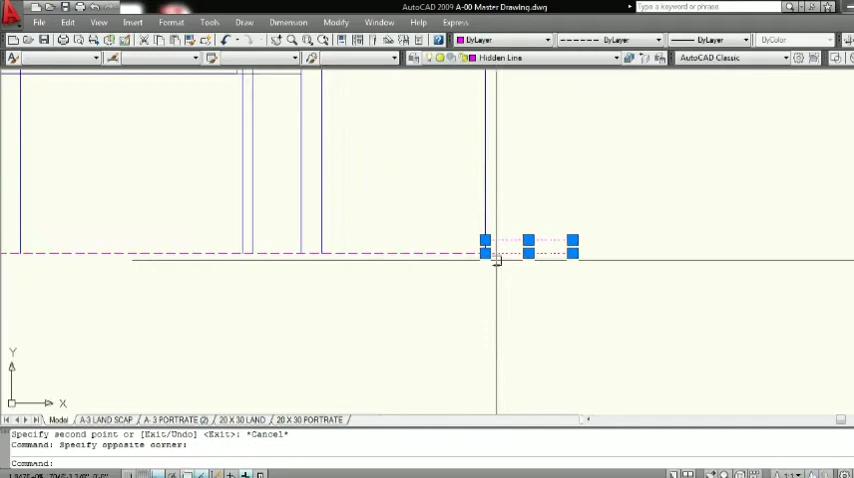 AutoCAD 2009 A-00 Master Drawing.dwg
Type a keyword or phrase
File Edit View Insert Format Tools Draw Dimension Modify Window Help Express
ByLayer ByLayer ByLayer ByColor
Hidden Line AutoCAD Classic
Y
X
Model A-3 LAND SCAP A-3 PORTRATE (2) 20 X 30 LAND 20 X 30 PORTRATE
Specify second point or [Exit/Undo] <Exit>: *Cancel*
Command: Specify opposite corner:
Command:
1:1